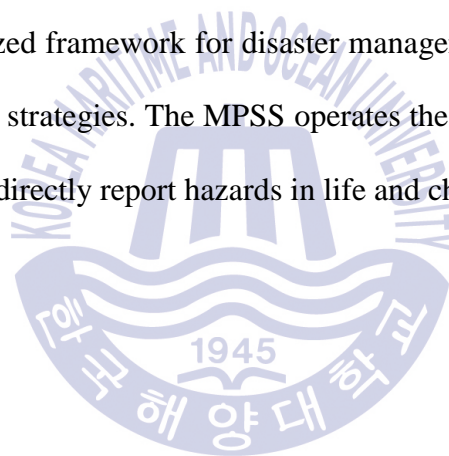 zed framework for disaster manager
strategies. The MPSS operates the
directly report hazards in life and ch
KOREA MARITIME AND OCEAN UNIVERSITY
1945
한국해양대학교